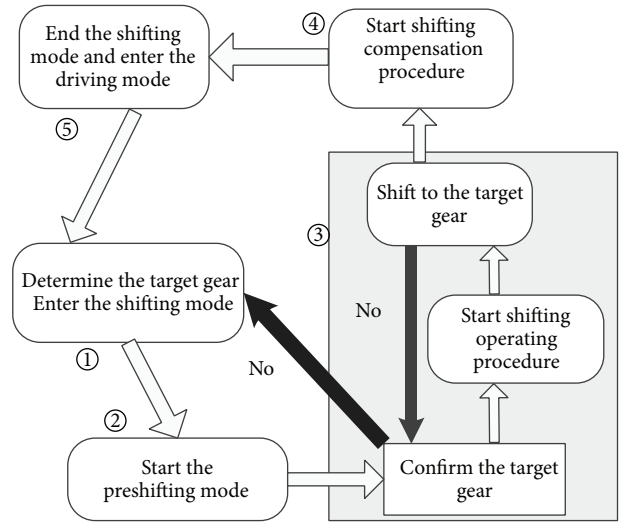 End the shifting
mode and enter the
driving mode
④
Start shifting
compensation
procedure
⑤
Shift to the target
gear
③
Determine the target gear
Enter the shifting mode
No
Start shifting
operating
procedure
No
①
②
Start the
preshifting mode
Confirm the target
gear